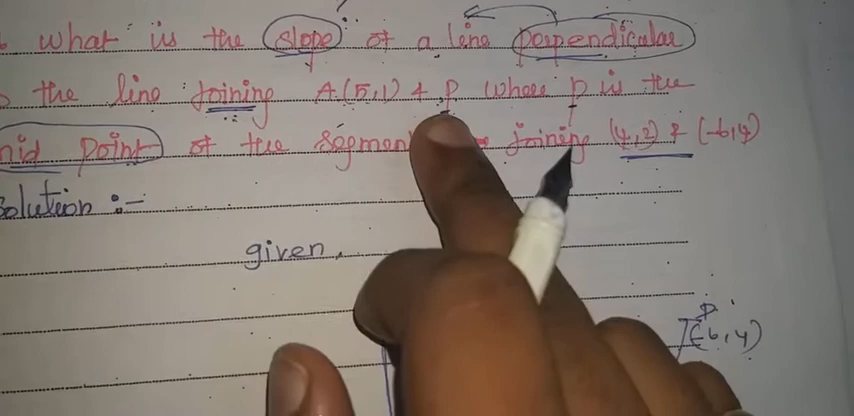 what is the slope of a line perpendicular
the line joining A(5,1) & P where p is the
mid point of the segment joining (4,2) & (-6,4)
Solution :-
given,
P
(-6,4)